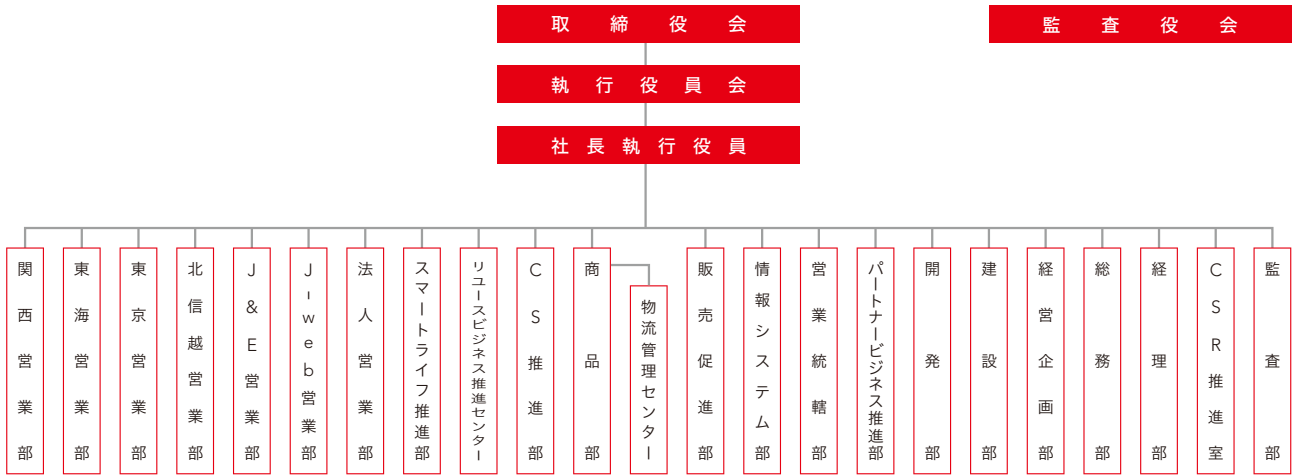 取締役会
監査役会
執行役員会
社長執行役員
関西営業部
東海営業部
東京営業部
北信越営業部
J&E営業部
J-web営業部
法人営業部
スマートライフ推進部
リユースビジネス推進センター
CS推進部
商品部
物流管理センター
販売促進部
情報システム部
営業統轄部
パートナービジネス推進部
開発部
建設部
経営企画部
総務部
経理部
CSR推進室
監査部